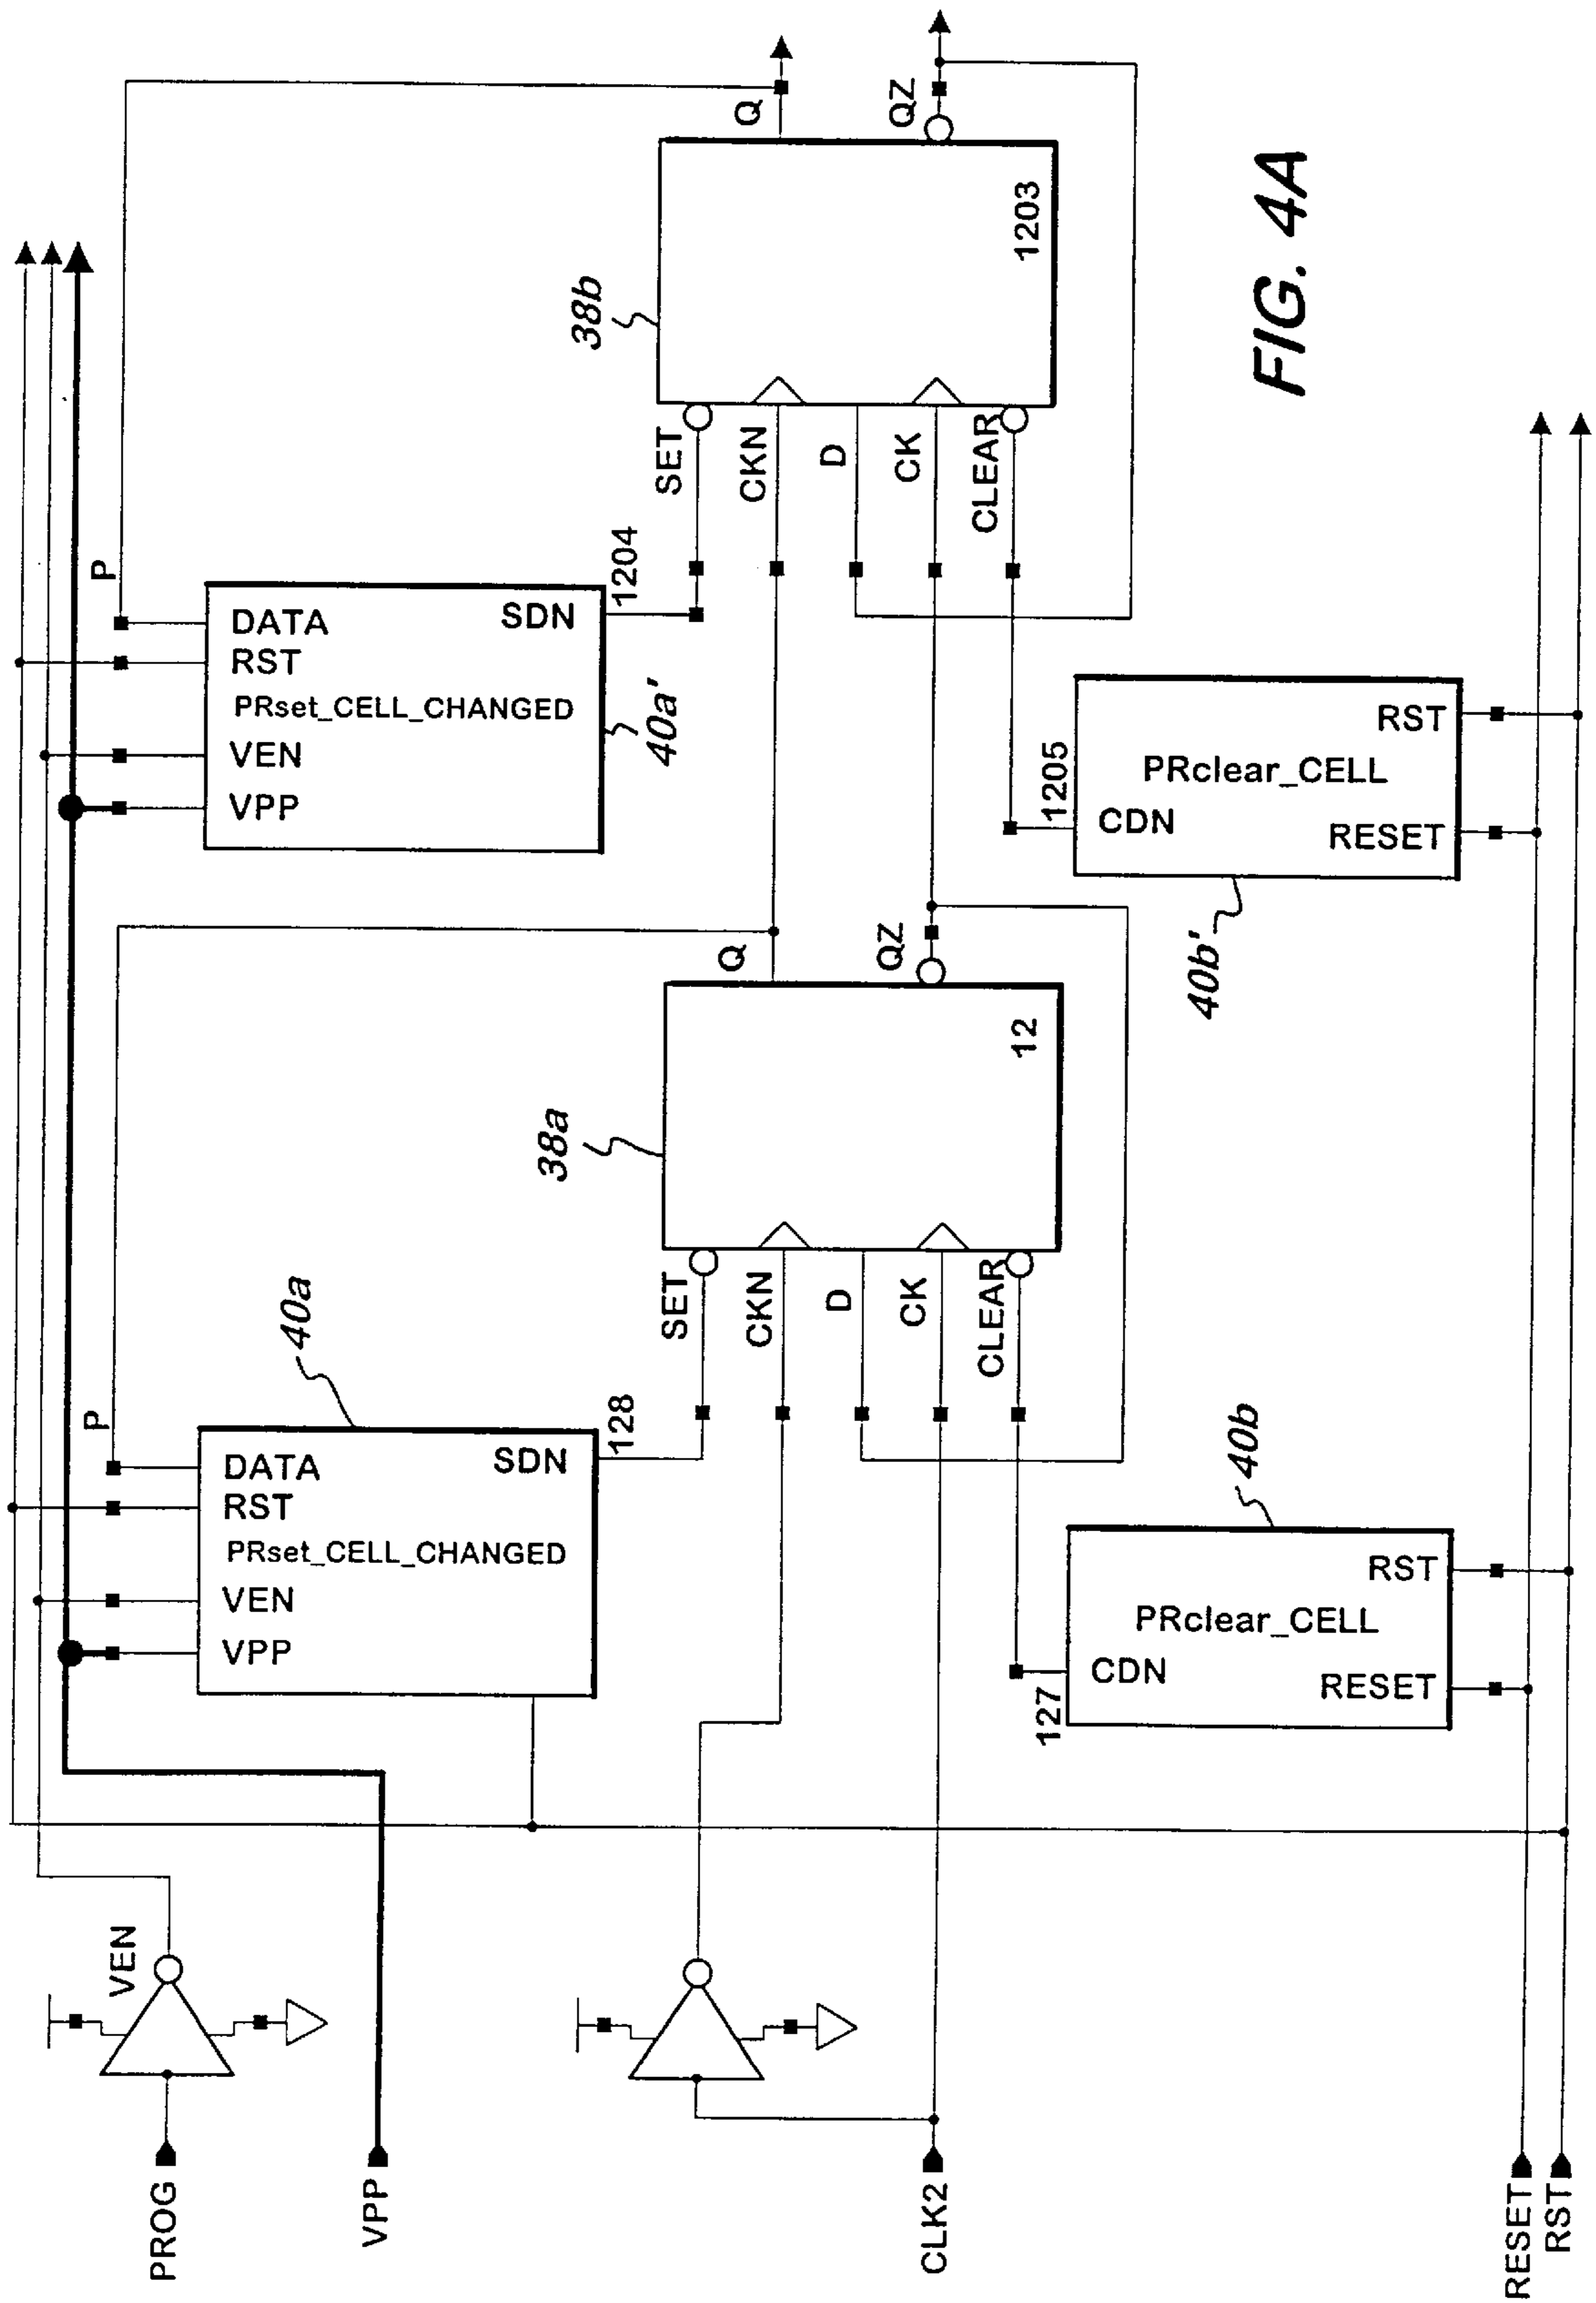 P
DATA
RST
PRset_CELL_CHANGED
VEN
VPP
SDN
1204
40a'
Q
QZ
38b
1203
SET
CKN
D
CK
CLEAR
1205
CDN
PRclear_CELL
RST
RESET
40b'
P
DATA
RST
PRset_CELL_CHANGED
VEN
VPP
SDN
128
40a
Q
QZ
38a
12
SET
CKN
D
CK
CLEAR
127
CDN
PRclear_CELL
RST
RESET
40b
VEN
PROG
VPP
CLK2
RESET
RST
FIG. 4A